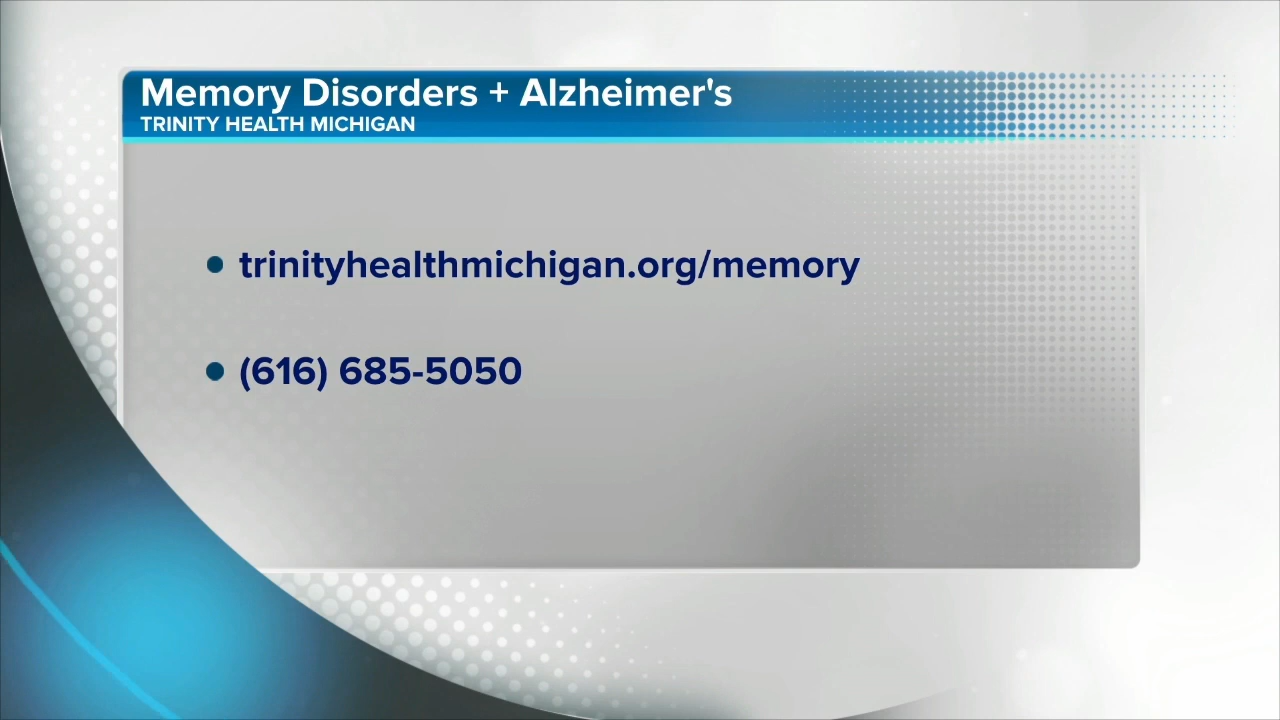 Memory Disorders + Alzheimer's
TRINITY HEALTH MICHIGAN
trinityhealthmichigan.org/memory
(616) 685-5050